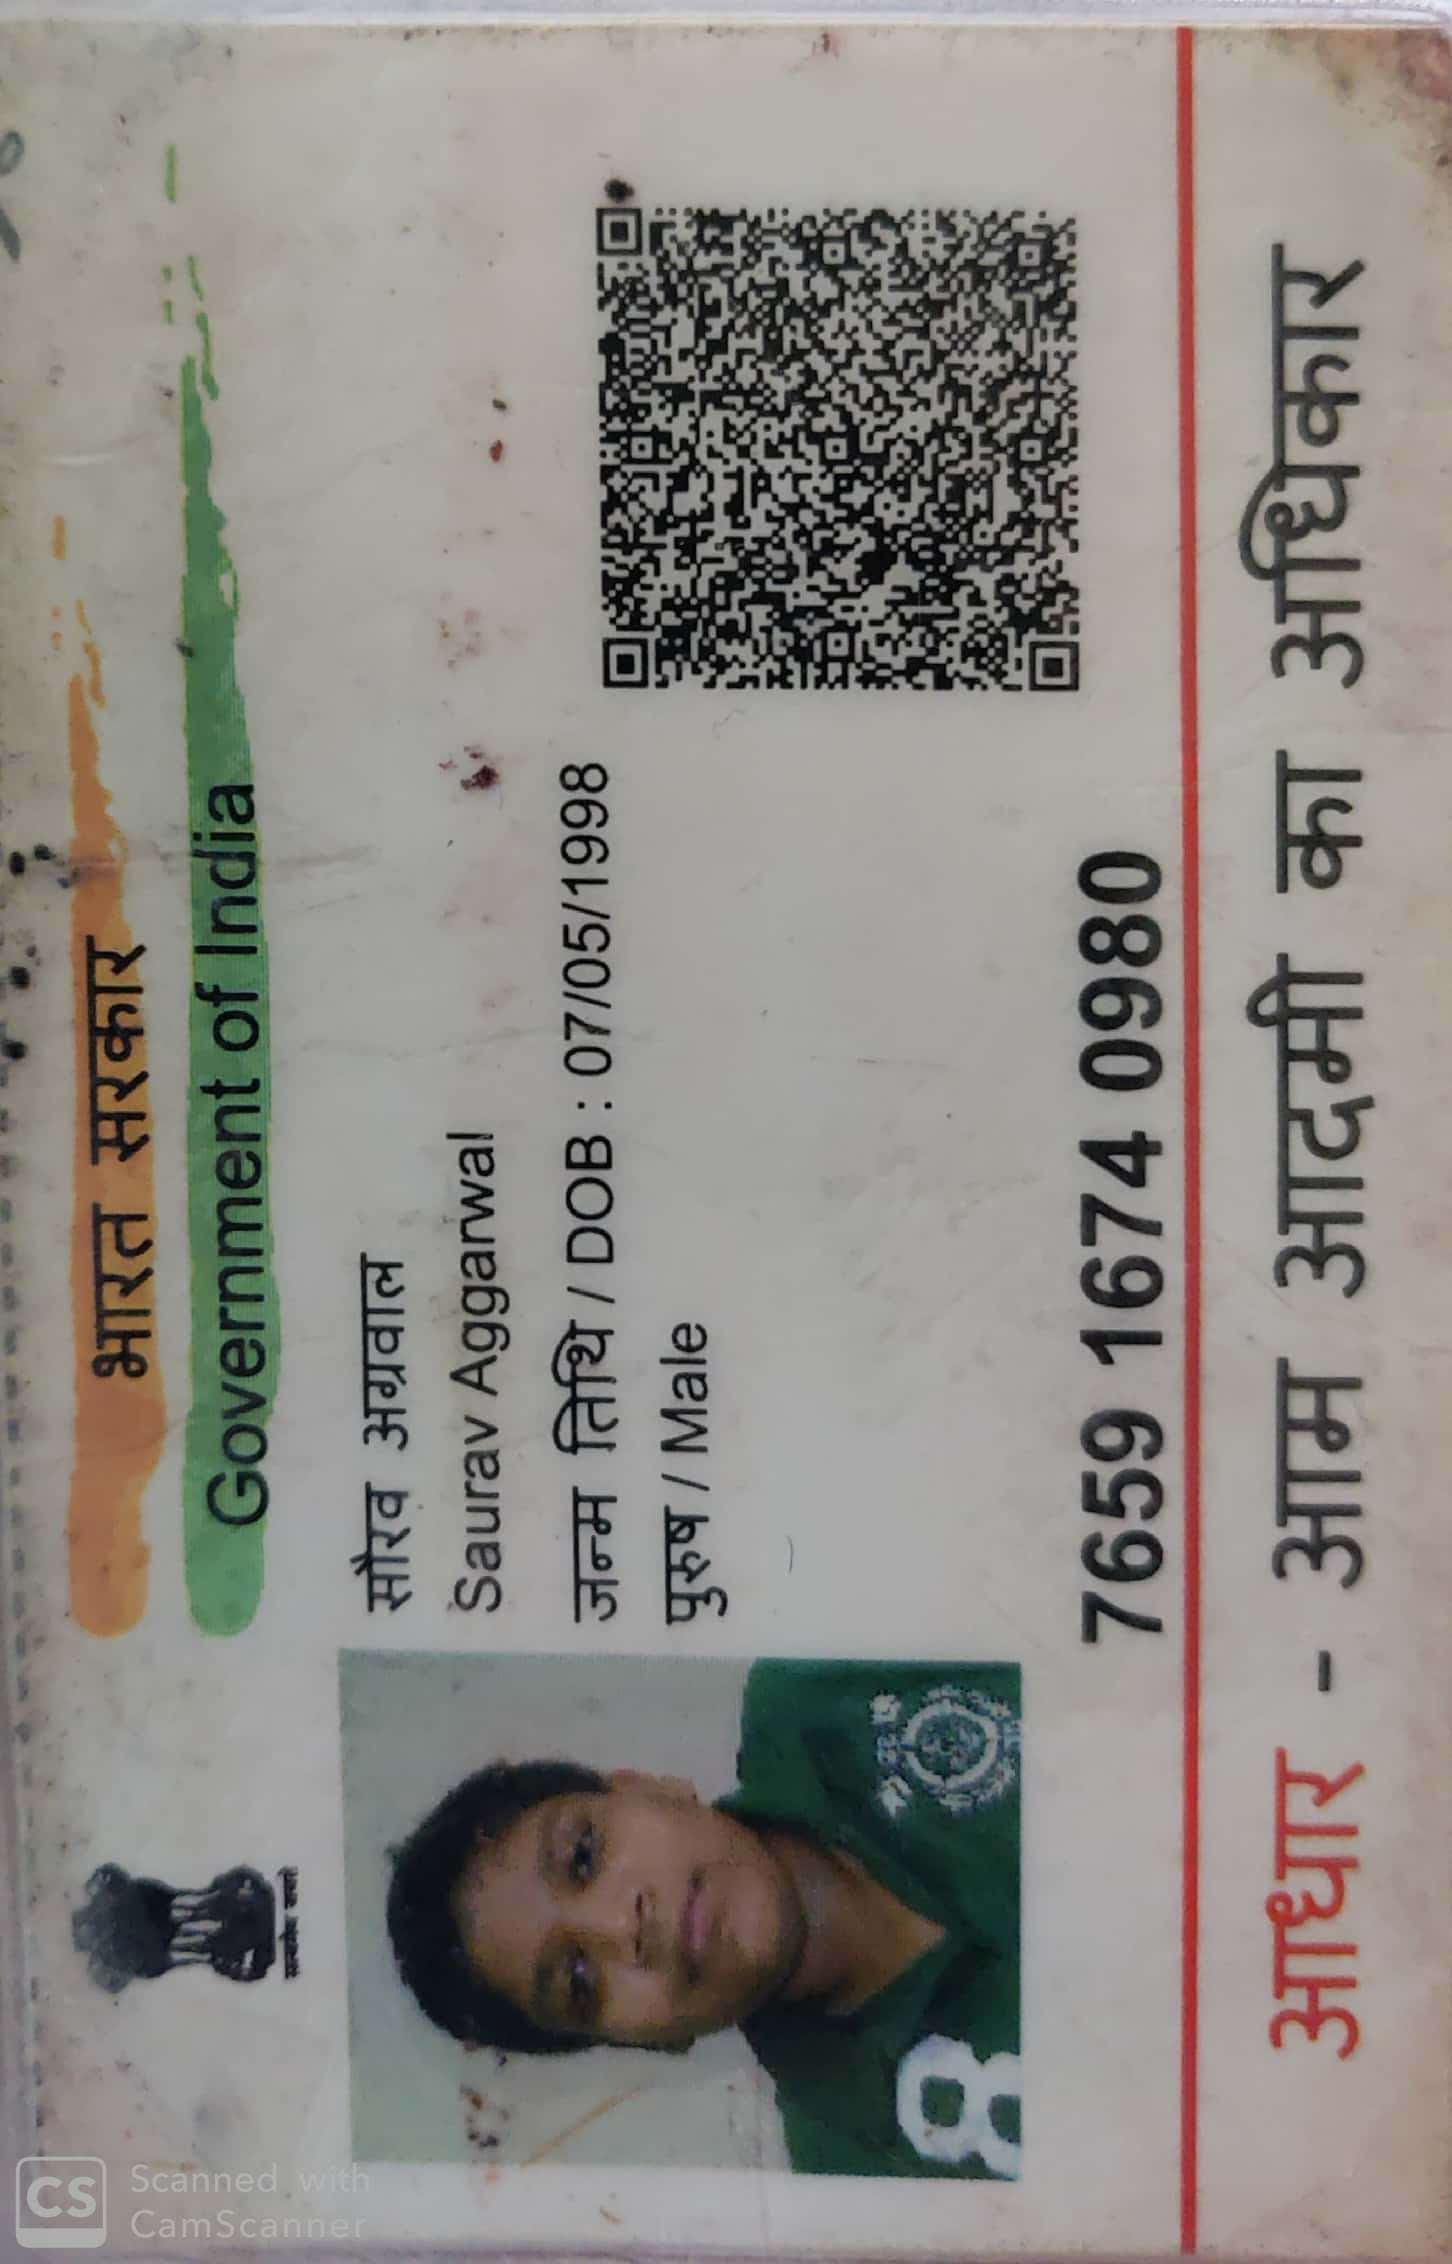 भारत सरकार
Government of India
सौरव अग्रवाल
Saurav Aggarwal
जन्म तिथि / DOB : 07/05/1998
पुरुष / Male
8
7659 1674 0980
आधार - आम आदमी का अधिकार
CS
Scanned with
CamScanner